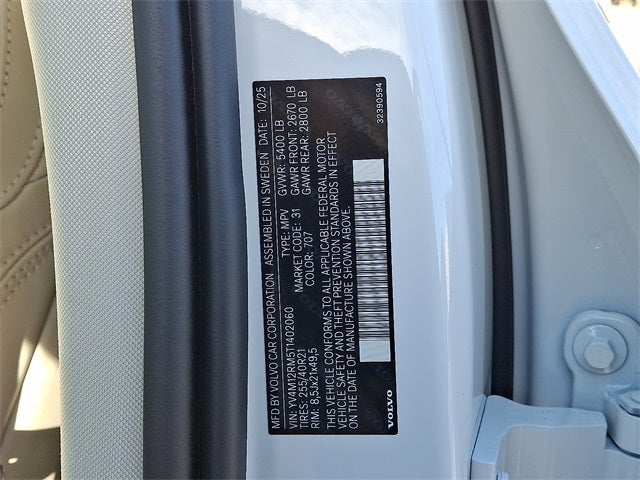 MFD BY VOLVO CAR CORPORATION ASSEMBLED IN SWEDEN DATE: 10/25
VIN: YV4M12RM5T1402060 TYPE: MPV GVWR: 5400 LB
TIRES: 255/40R21 MARKET CODE: 31 GAWR FRONT: 2670 LB
RIM: 8,5Jx21x49,5 COLOR: 707 GAWR REAR: 2800 LB
THIS VEHICLE CONFORMS TO ALL APPLICABLE FEDERAL MOTOR
VEHICLE SAFETY AND THEFT PREVENTION STANDARDS IN EFFECT
ON THE DATE OF MANUFACTURE SHOWN ABOVE.
32390594
VOLVO